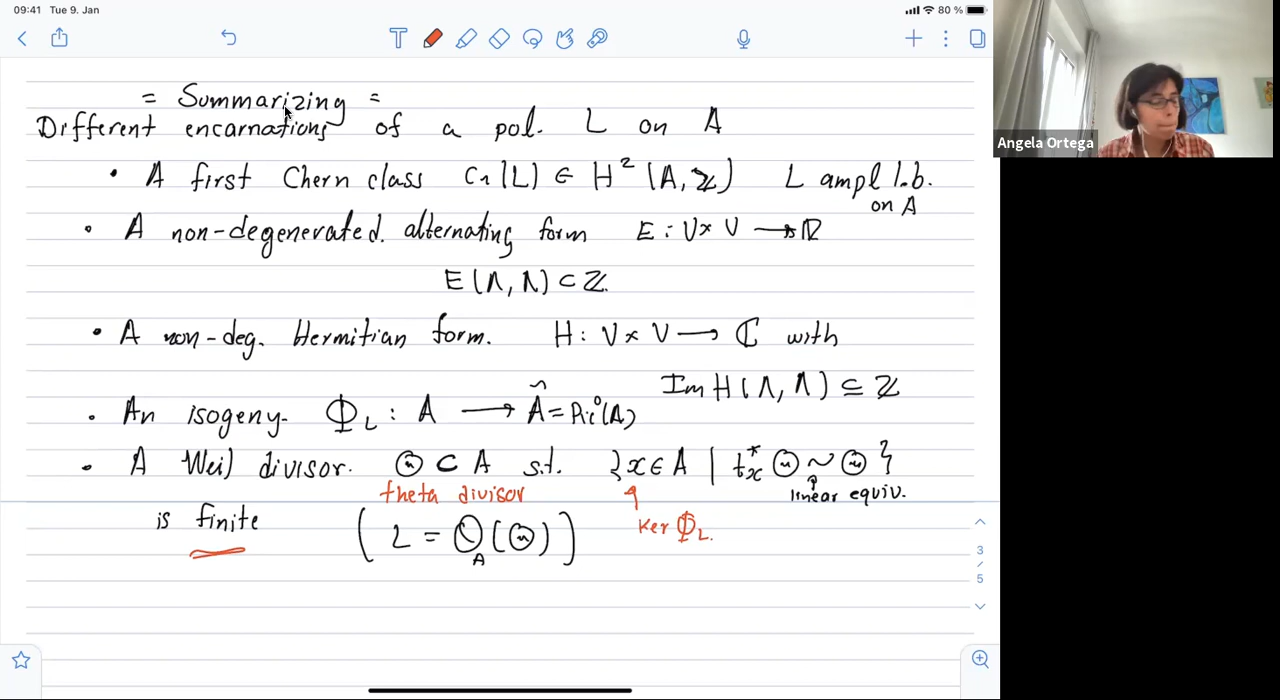 09:41 Tue 9. Jan
80 %
= Summarizing =
Different encarnations of a pol. L on A
• A first Chern class C₁(L) ∈ H²(A, ℤ) L ampl l.b.
on A
• A non-degenerated. alternating form E : V × V → ℝ
E(Λ, Λ) ⊂ ℤ.
• A non-deg. Hermitian form. H : V × V → ℂ with
Im H(Λ, Λ) ⊆ ℤ
• An isogeny. Φ_L : A → Â = Pic⁰(A)
• A Weil divisor. Θ ⊂ A s.t. {x ∈ A | t*_x Θ ~ Θ}
theta divisor linear equiv.
is finite (L = O_A(Θ)) Ker Φ_L.
3
/
5
Angela Ortega